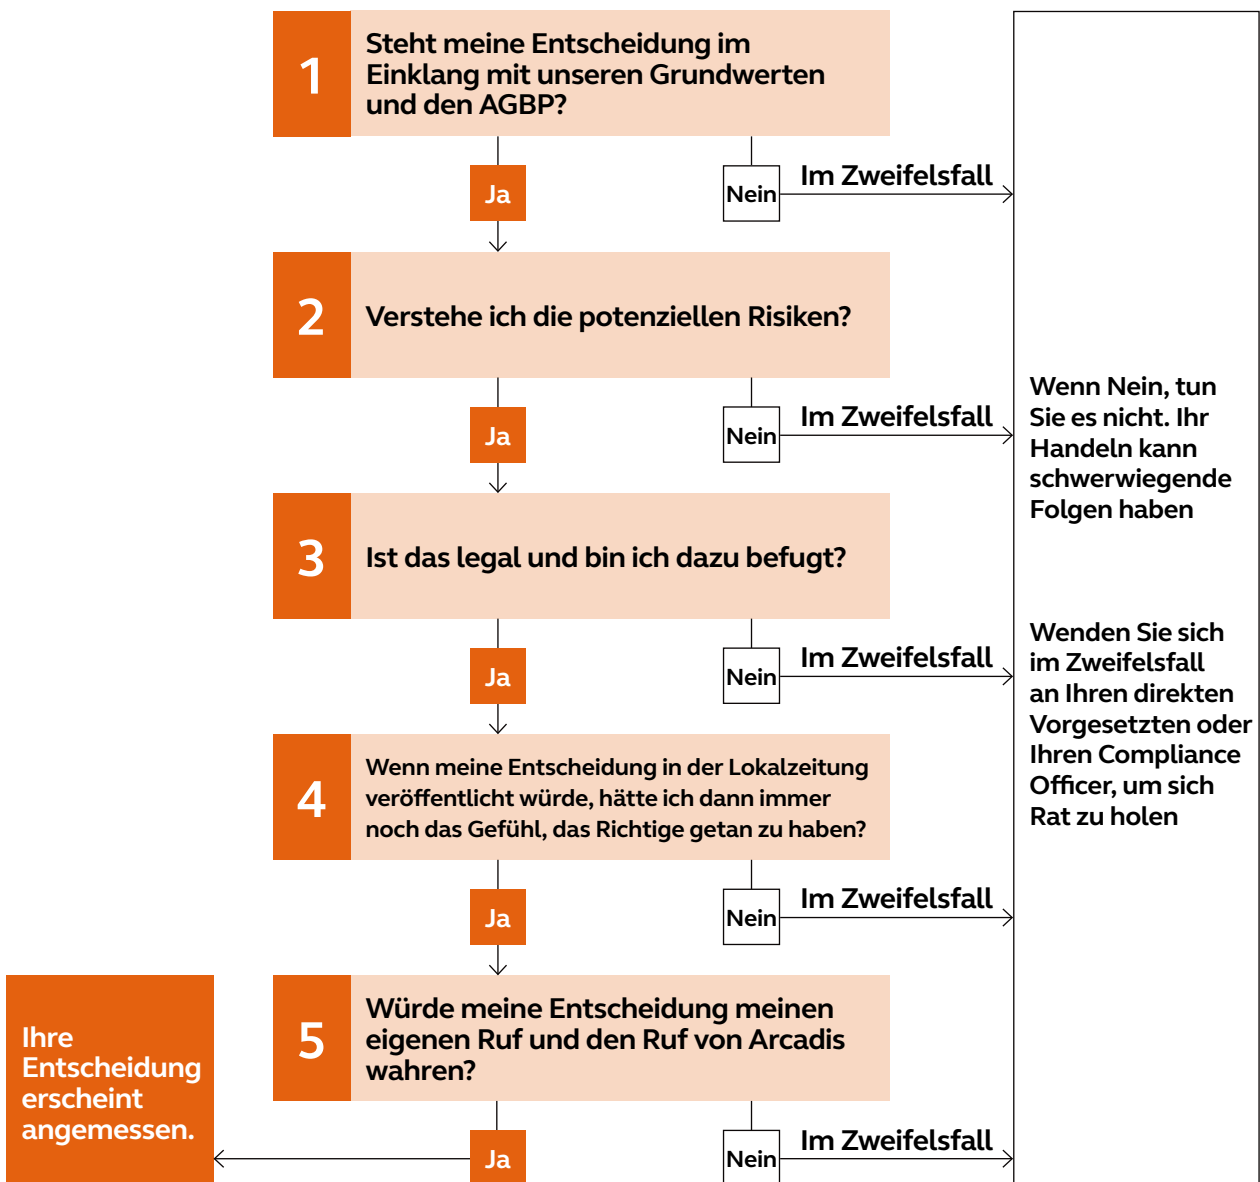 1
Steht meine Entscheidung im
Einklang mit unseren Grundwerten
und den AGBP?
Ja
Nein
Im Zweifelsfall
2
Verstehe ich die potenziellen Risiken?
Ja
Nein
Im Zweifelsfall
3
Ist das legal und bin ich dazu befugt?
Ja
Nein
Im Zweifelsfall
4
Wenn meine Entscheidung in der Lokalzeitung
veröffentlicht würde, hätte ich dann immer
noch das Gefühl, das Richtige getan zu haben?
Ja
Nein
Im Zweifelsfall
5
Würde meine Entscheidung meinen
eigenen Ruf und den Ruf von Arcadis
wahren?
Ja
Nein
Im Zweifelsfall
Ihre
Entscheidung
erscheint
angemessen.
Wenn Nein, tun
Sie es nicht. Ihr
Handeln kann
schwerwiegende
Folgen haben
Wenden Sie sich
im Zweifelsfall
an Ihren direkten
Vorgesetzten oder
Ihren Compliance
Officer, um sich
Rat zu holen